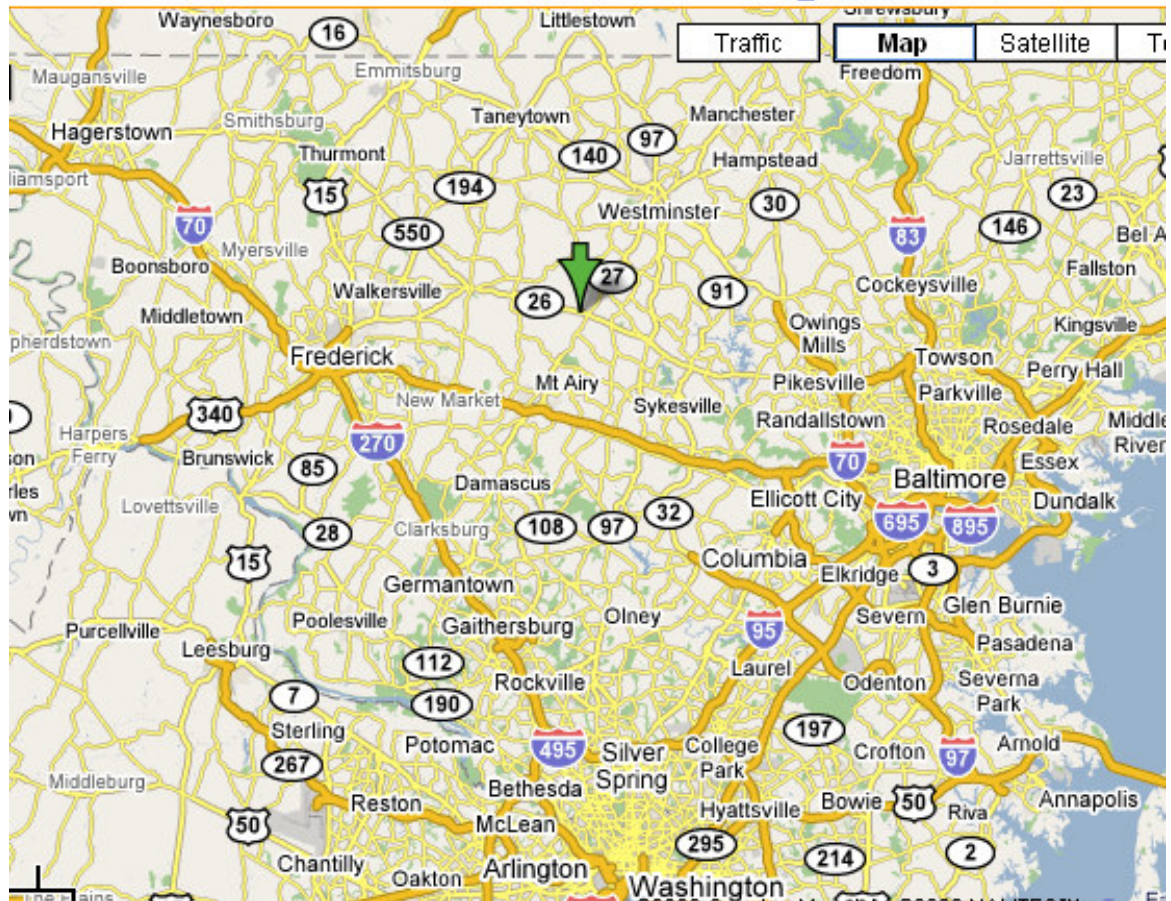 Waynesboro
16
Littlestown
Shrewsbury
Traffic
Map
Satellite
Maugansville
Emmitsburg
Freedom
Hagerstown
Smithsburg
Taneytown
97
Manchester
Thurmont
140
Hampstead
Jarrettsville
15
194
23
Westminster
30
70
550
83
146
Myersville
Bel A
Boonsboro
27
Fallston
Walkersville
26
91
Cockeysville
Middletown
Owings
Mills
Kingsville
pherdstown
Frederick
Towson
Mt Airy
Pikesville
Perry Hall
New Market
Parkville
340
Sykesville
Randallstown
Rosedale
Middle
River
Harpers
Ferry
270
Brunswick
70
Essex
85
Damascus
Baltimore
Ellicott City
Dundalk
Lovettsville
28
Clarksburg
108
97
32
695
895
15
Columbia
Germantown
Elkridge
3
Poolesville
Olney
Severn
Glen Burnie
Purcellville
Gaithersburg
95
Pasadena
Leesburg
112
Laurel
7
Rockville
Odenton
Severna
Park
190
Sterling
197
Potomac
495
Silver
Spring
College
Park
Crofton
97
Arnold
267
Middleburg
Bethesda
Reston
Hyattsville
Bowie
50
Riva
Annapolis
50
McLean
295
Chantilly
214
2
Arlington
Oakton
Washington
The Plains